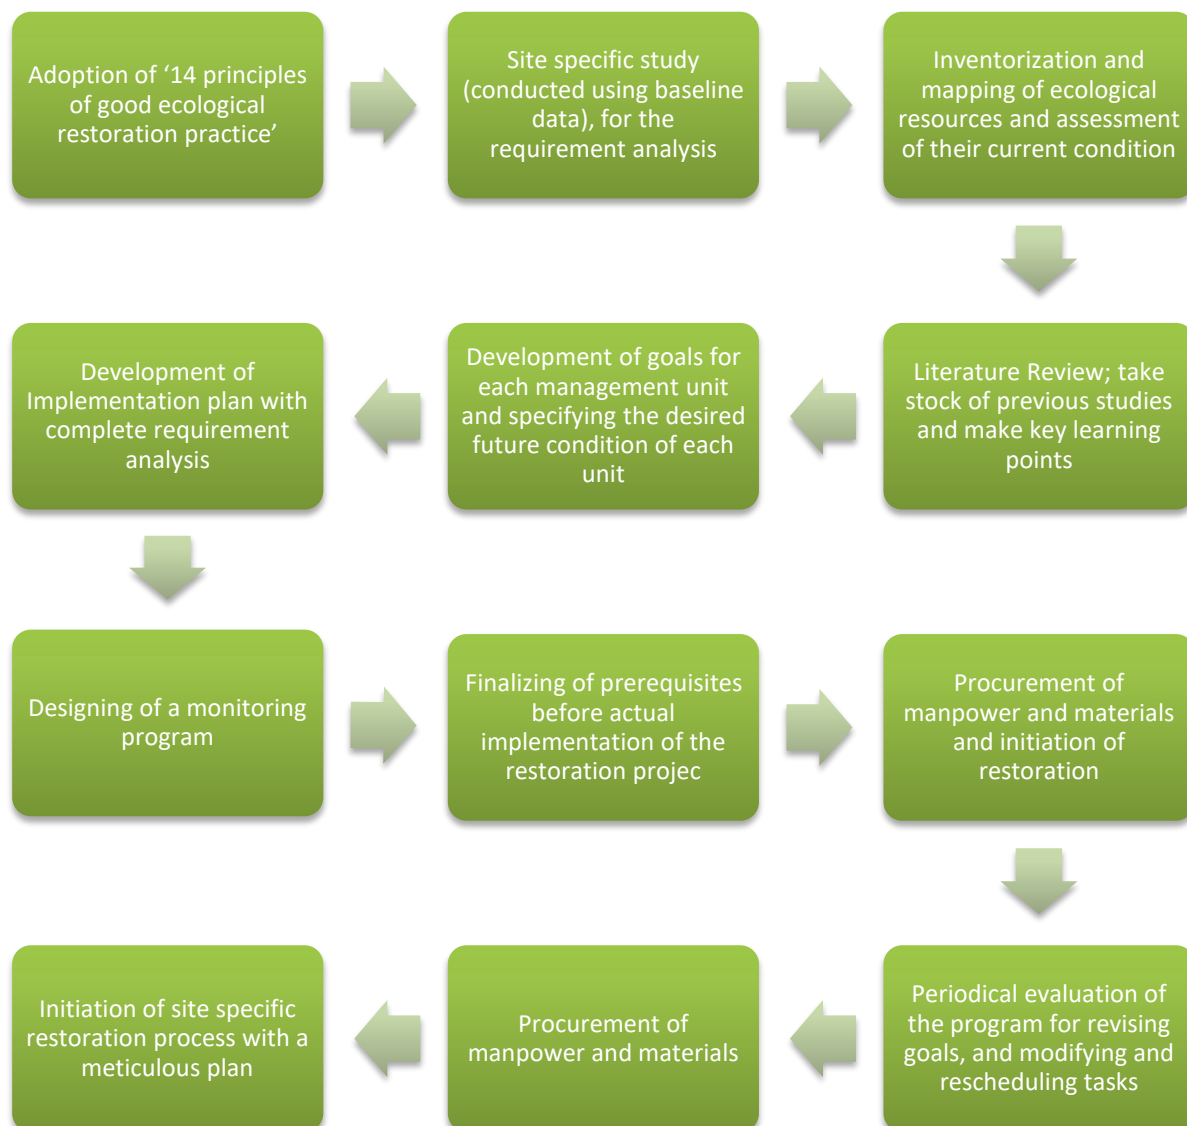 Adoption of ‘14 principles
of good ecological
restoration practice’
Site specific study
(conducted using baseline
data), for the
requirement analysis
Inventorization and
mapping of ecological
resources and assessment
of their current condition
Literature Review; take
stock of previous studies
and make key learning
points
Development of goals for
each management unit
and specifying the desired
future condition of each
unit
Development of
Implementation plan with
complete requirement
analysis
Designing of a monitoring
program
Finalizing of prerequisites
before actual
implementation of the
restoration projec
Procurement of
manpower and materials
and initiation of
restoration
Periodical evaluation of
the program for revising
goals, and modifying and
rescheduling tasks
Procurement of
manpower and materials
Initiation of site specific
restoration process with a
meticulous plan